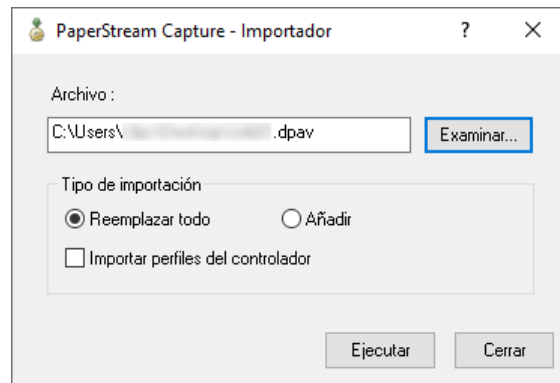 PaperStream Capture - Importador ? ×
Archivo :
C:\Users\ .dpav Examinar...
Tipo de importación
Reemplazar todo Añadir
Importar perfiles del controlador
Ejecutar Cerrar